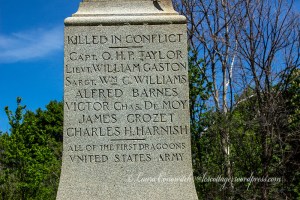 KILLED IN CONFLICT
CAPT. O.H.P. TAYLOR
LIEUT. WILLIAM GASTON
SARGT. WM C. WILLIAMS
ALFRED BARNES
VICTOR CHAS DE MOY
JAMES CROZET
CHARLES H. HARNISH
ALL OF THE FIRST DRAGOONS
UNITED STATES ARMY